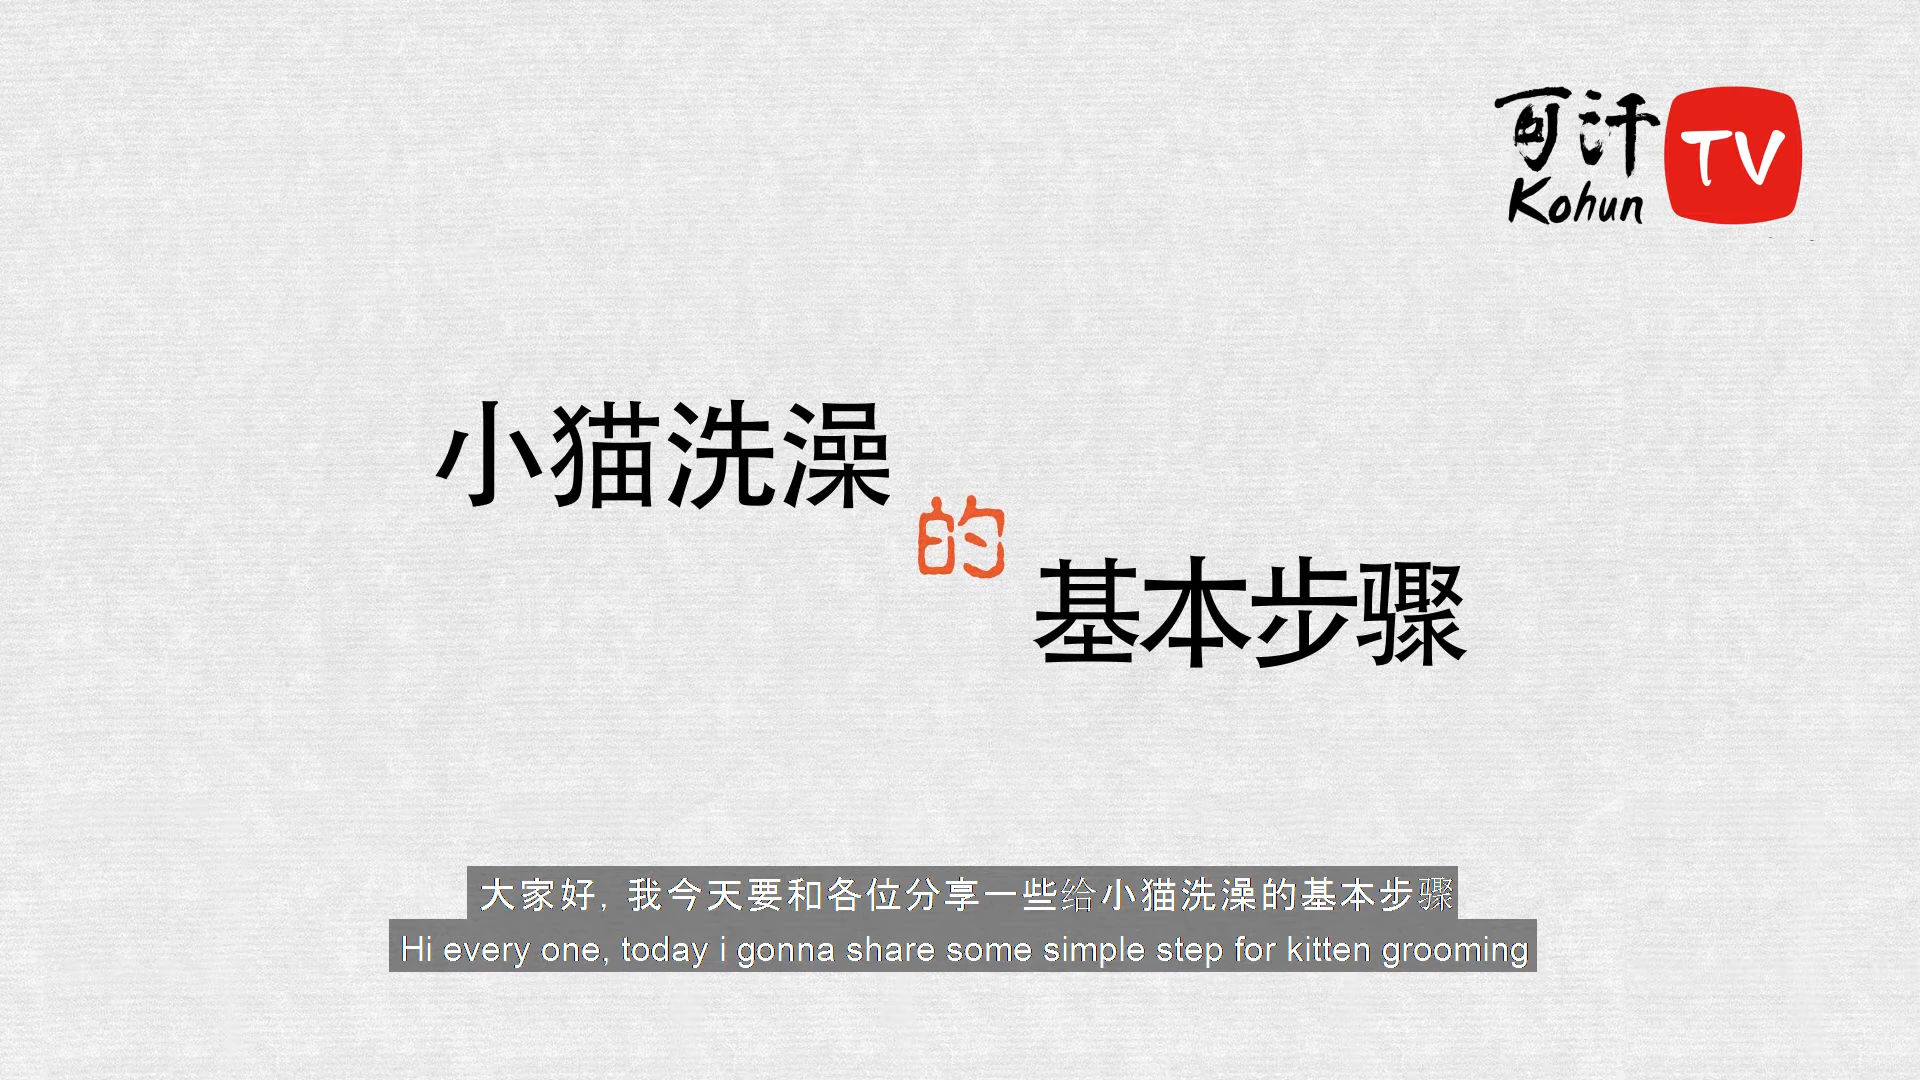 可汗
Kohun
TV
小猫洗澡
的
基本步骤
大家好, 我今天要和各位分享一些给小猫洗澡的基本步骤
Hi every one, today i gonna share some simple step for kitten grooming